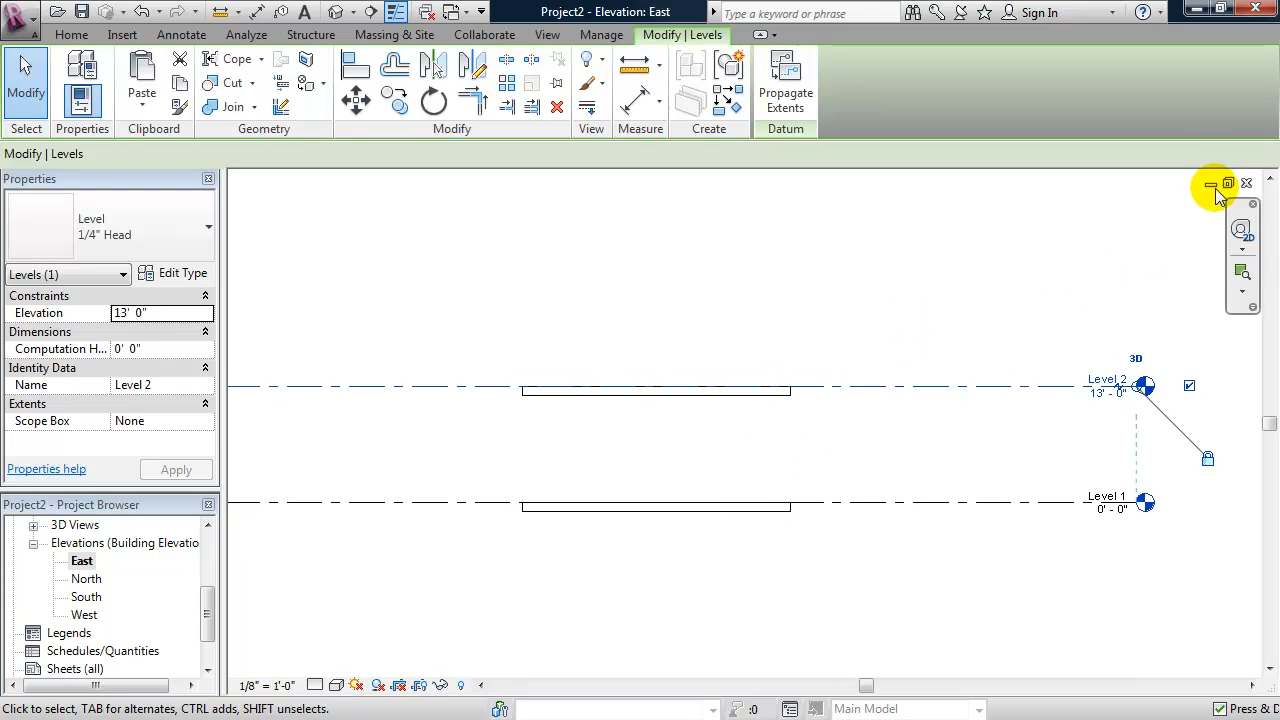 Project2 - Elevation: East
Type a keyword or phrase
Sign In
Home Insert Annotate Analyze Structure Massing & Site Collaborate View Manage Modify | Levels
Modify
Select
Properties
Paste
Clipboard
Cope
Cut
Join
Geometry
Modify
View
Measure
Create
Propagate
Extents
Datum
Modify | Levels
Properties
Level
1/4" Head
Levels (1)
Edit Type
Constraints
Elevation 13' 0"
Dimensions
Computation H... 0' 0"
Identity Data
Name Level 2
Extents
Scope Box None
Properties help
Apply
Project2 - Project Browser
3D Views
Elevations (Building Elevatio
East
North
South
West
Legends
Schedules/Quantities
Sheets (all)
2D
3D
Level 2
13' - 0"
Level 1
0' - 0"
1/8" = 1'-0"
Click to select, TAB for alternates, CTRL adds, SHIFT unselects.
:0
Main Model
Press & D